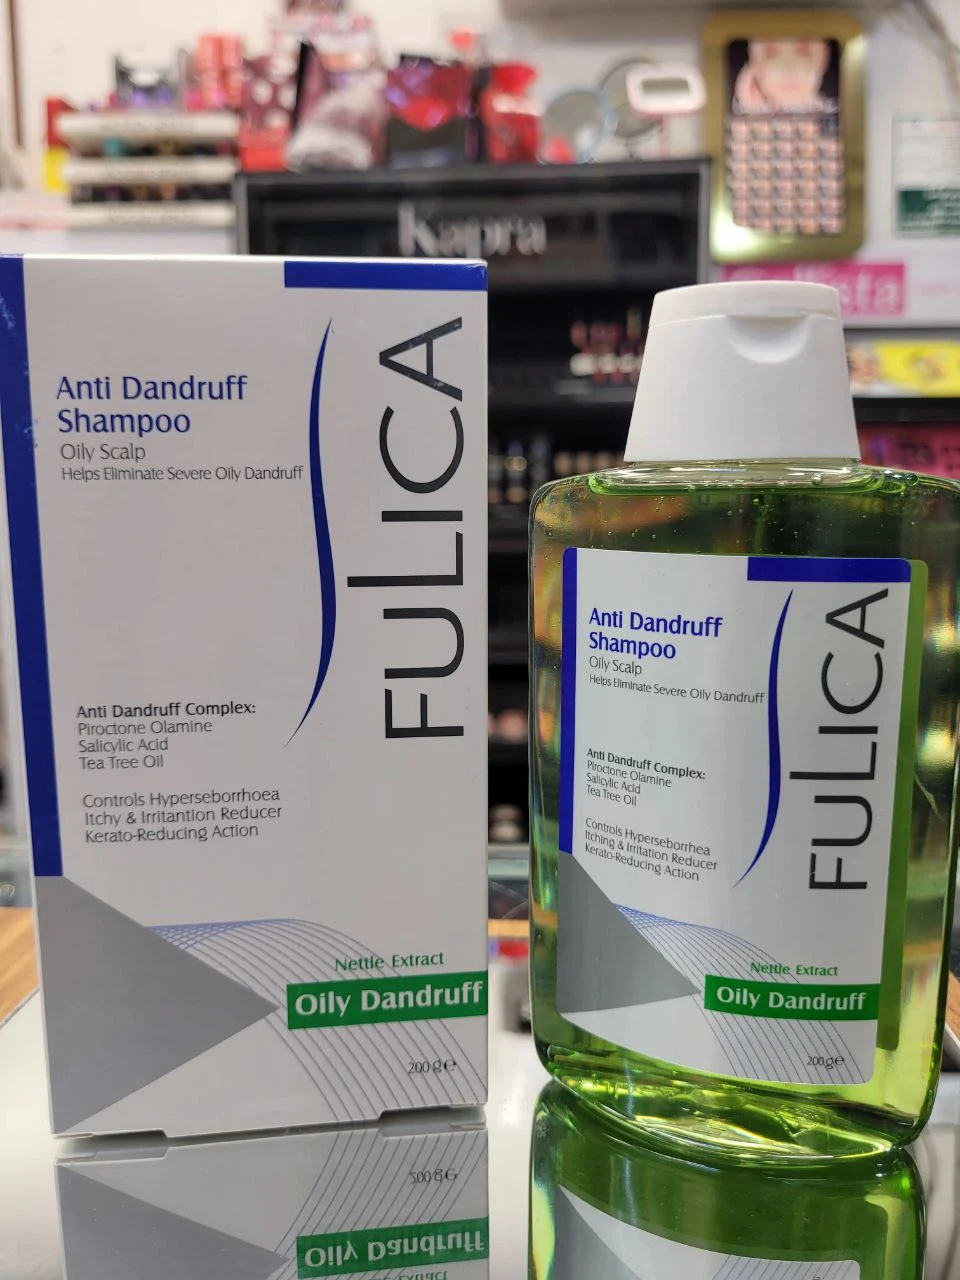 Kapra
FULICA
Anti Dandruff
Shampoo
Oily Scalp
Helps Eliminate Severe Oily Dandruff
Anti Dandruff Complex:
Piroctone Olamine
Salicylic Acid
Tea Tree Oil
Controls Hyperseborrhoea
Itchy & Irritantion Reducer
Kerato-Reducing Action
Nettle Extract
Oily Dandruff
200 g e
FULICA
Anti Dandruff
Shampoo
Oily Scalp
Helps Eliminate Severe Oily Dandruff
Anti Dandruff Complex:
Piroctone Olamine
Salicylic Acid
Tea Tree Oil
Controls Hyperseborrhea
Itching & Irritation Reducer
Kerato-Reducing Action
Nettle Extract
Oily Dandruff
200 g e